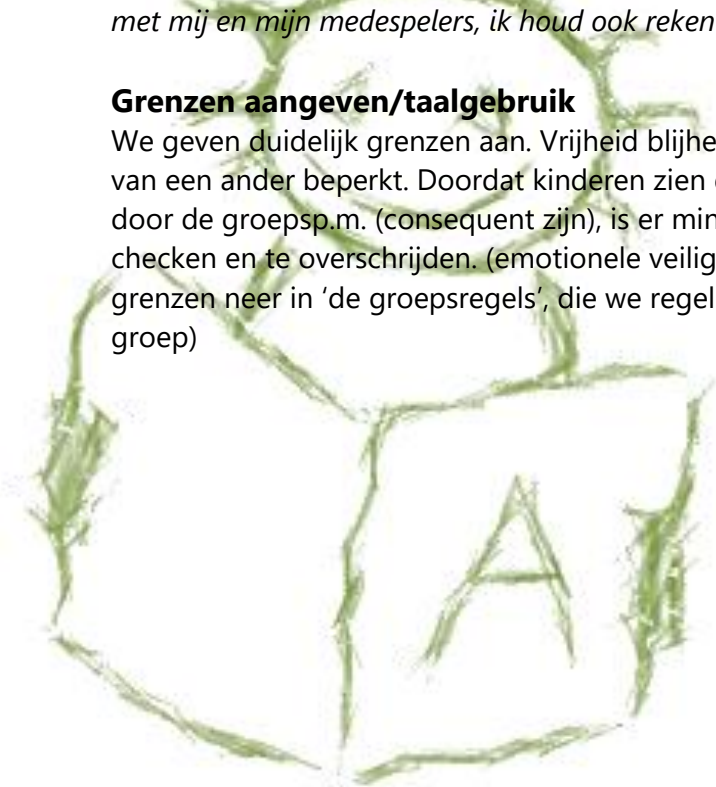 met mij en mijn medespelers, ik houd ook reken
Grenzen aangeven/taalgebruik
We geven duidelijk grenzen aan. Vrijheid blijhe
van een ander beperkt. Doordat kinderen zien
door de groepsp.m. (consequent zijn), is er min
checken en te overschrijden. (emotionele veilig
grenzen neer in ‘de groepsregels’, die we regel
groep)
A